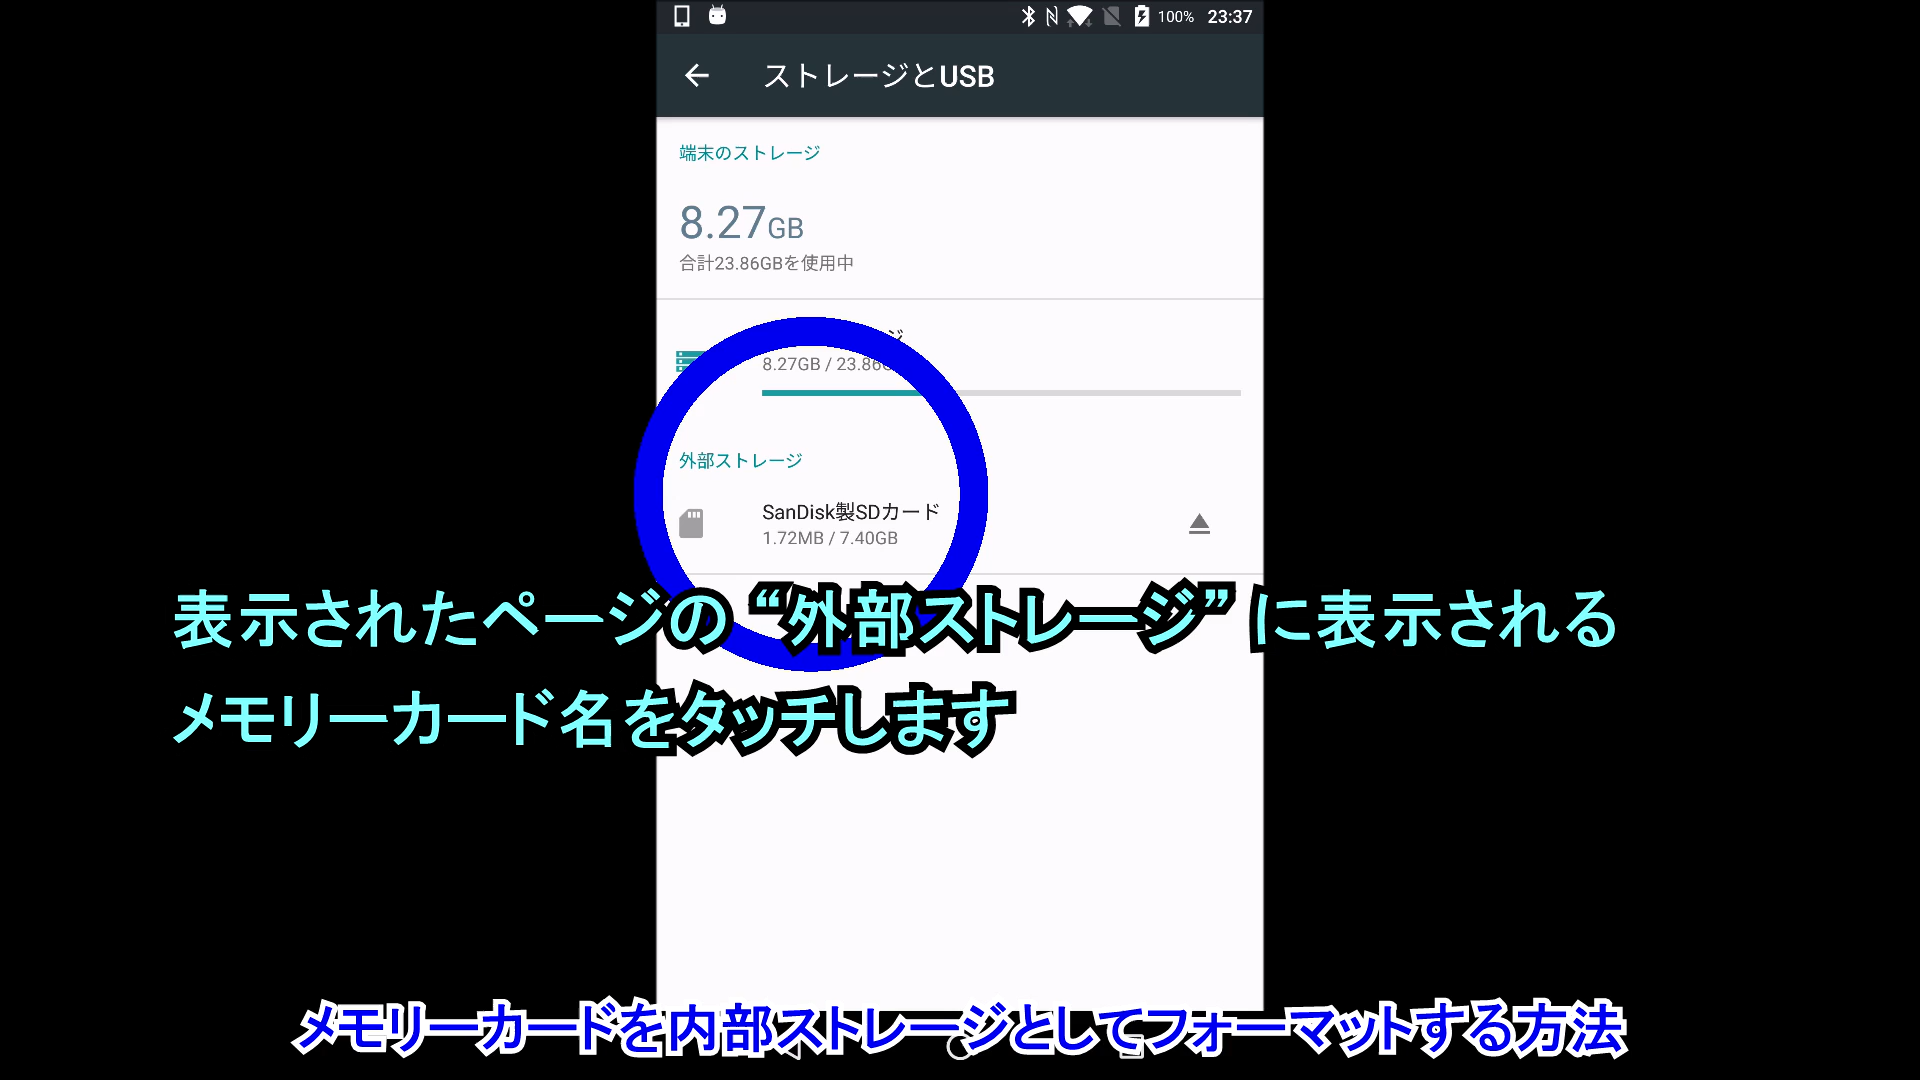 100% 23:37
ストレージとUSB
端末のストレージ
8.27GB
合計23.86GBを使用中
ジ
8.27GB / 23.86
外部ストレージ
SanDisk製SDカード
1.72MB / 7.40GB
表示されたページの“外部ストレージ”に表示される
メモリーカード名をタッチします
メモリーカードを内部ストレージとしてフォーマットする方法